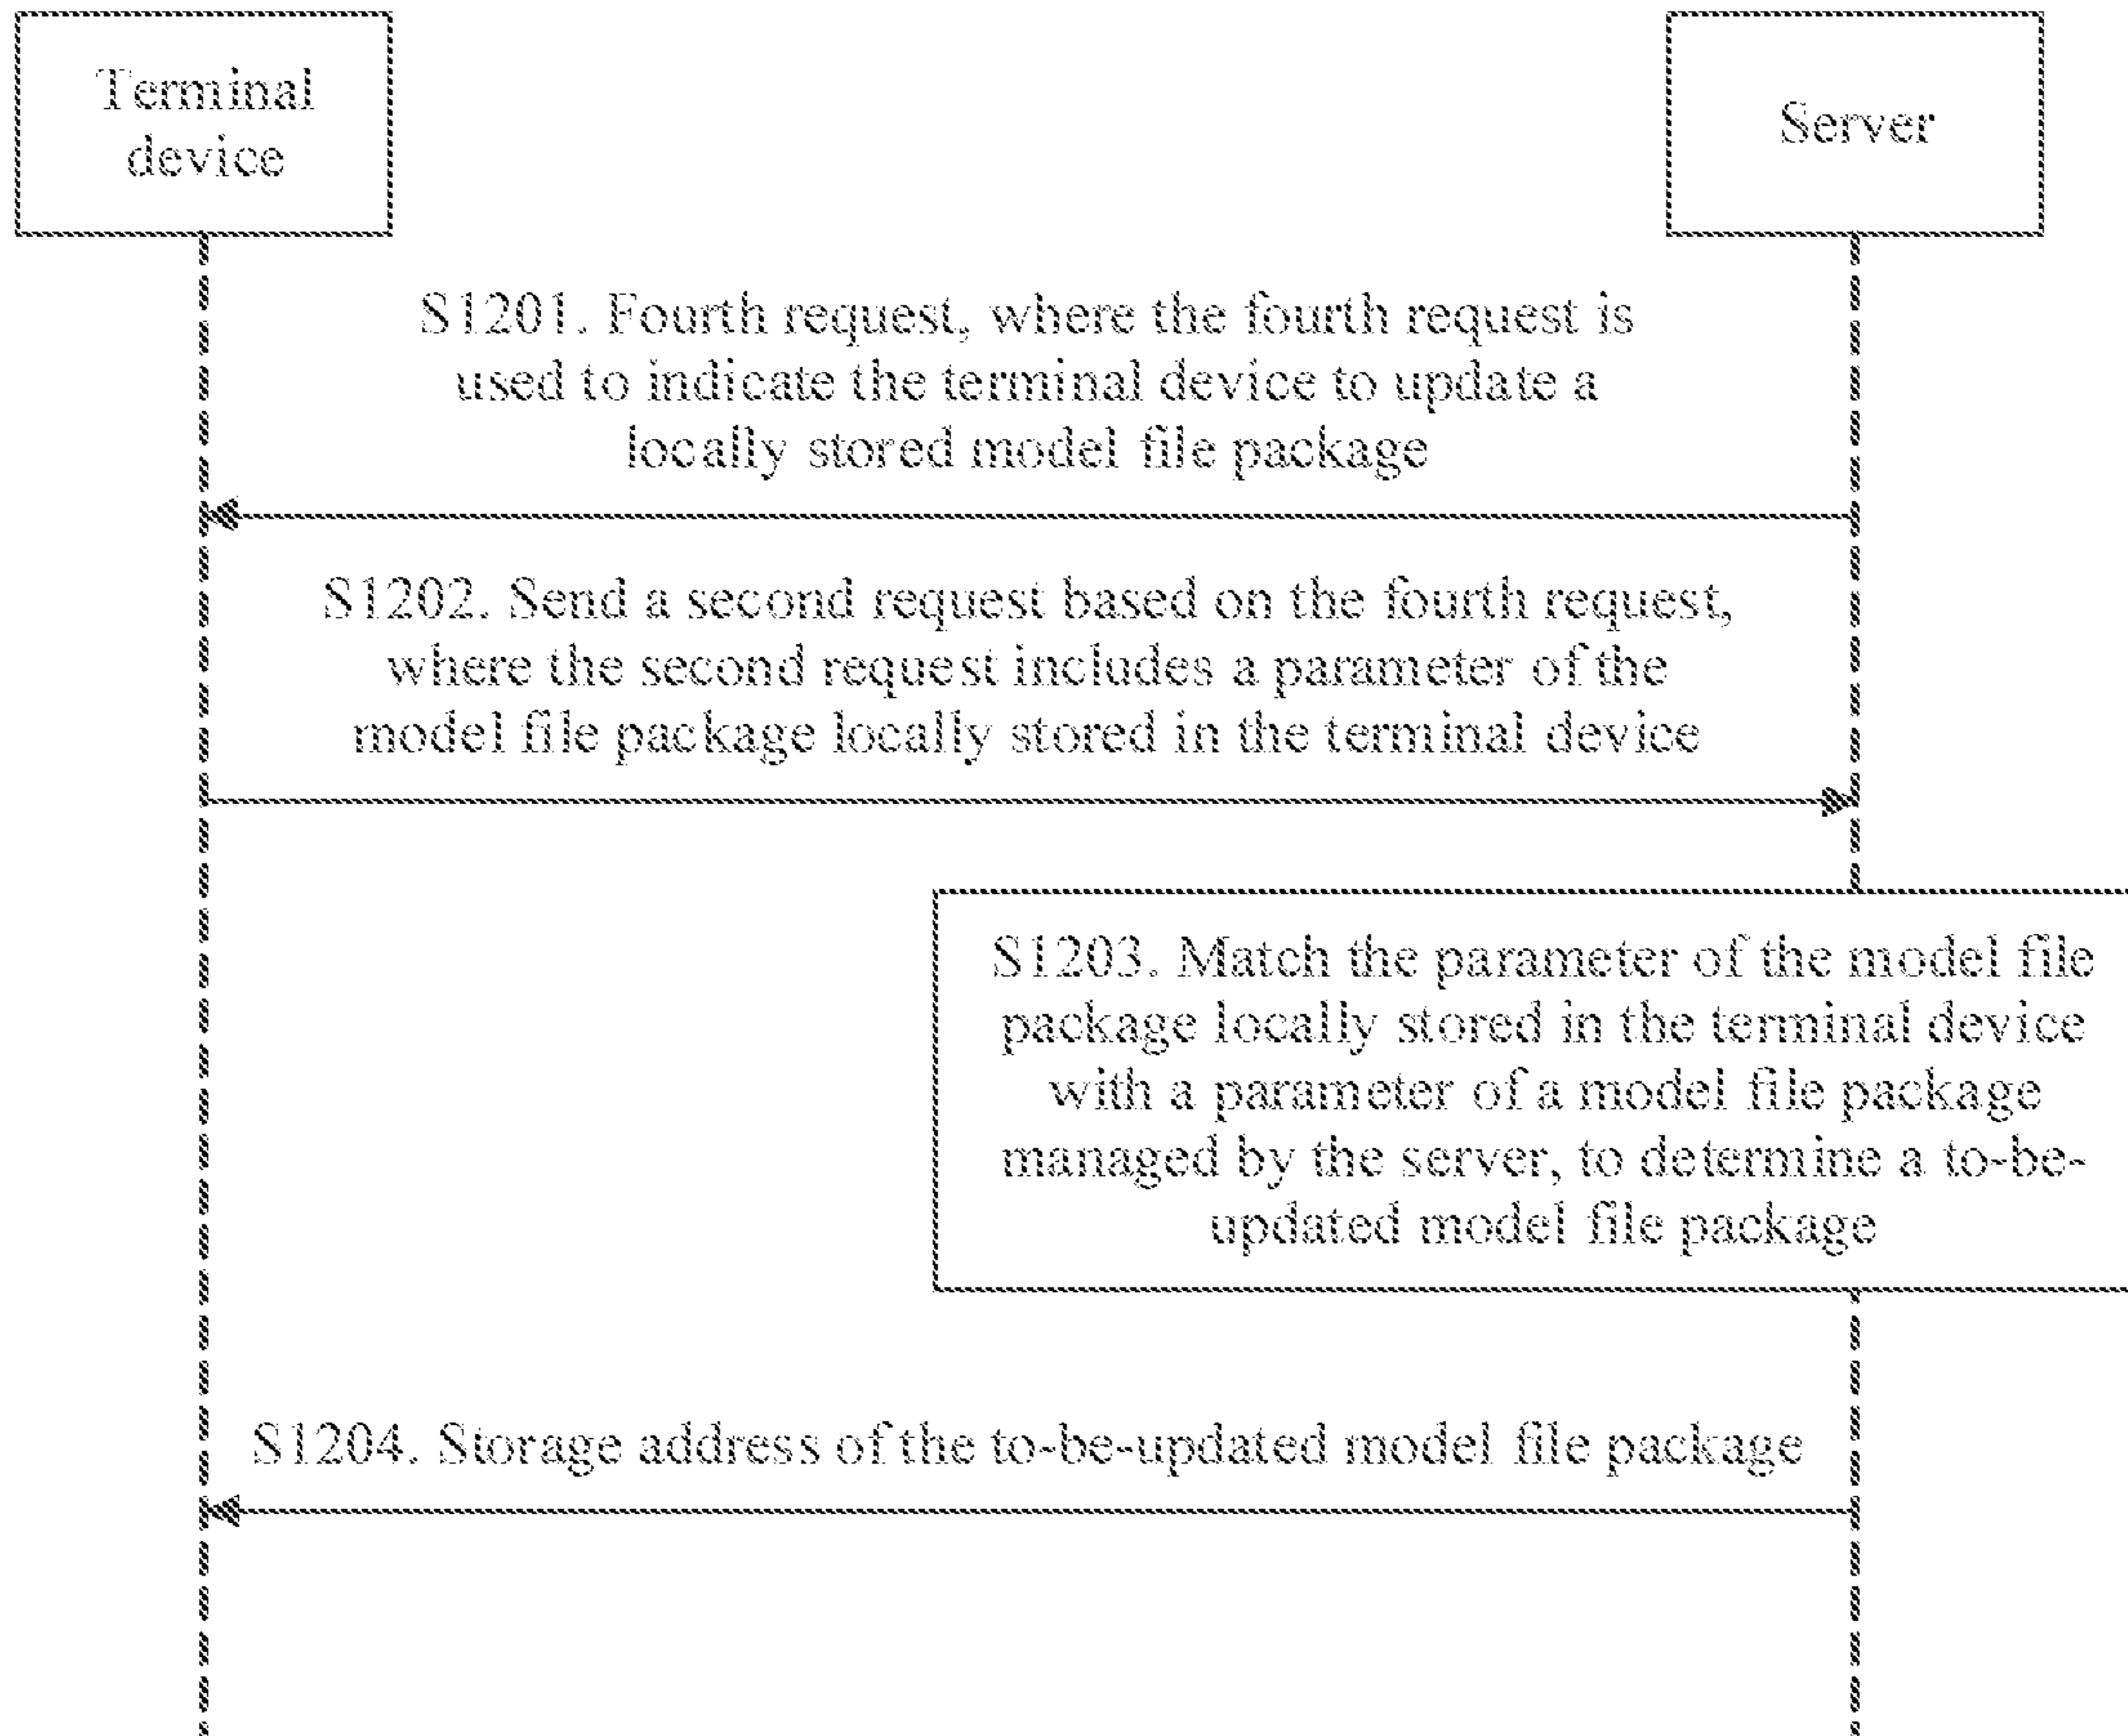 Terminal
device
Server
S1201. Fourth request, where the fourth request is
used to indicate the terminal device to update a
locally stored model file package
S1202. Send a second request based on the fourth request,
where the second request includes a parameter of the
model file package locally stored in the terminal device
S1203. Match the parameter of the model file
package locally stored in the terminal device
with a parameter of a model file package
managed by the server, to determine a to-be-
updated model file package
S1204. Storage address of the to-be-updated model file package